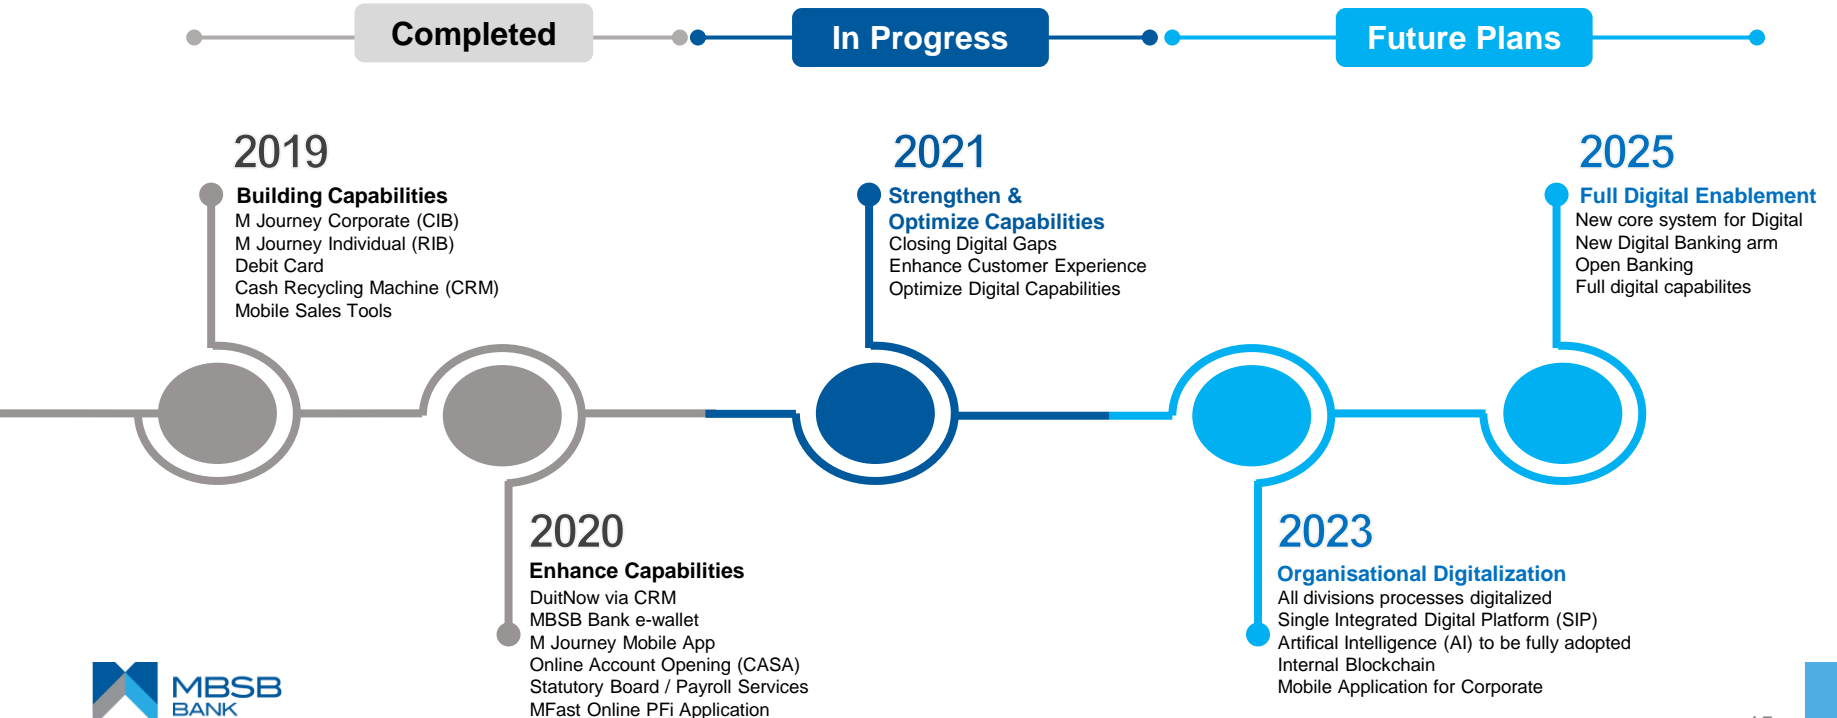 Completed
In Progress
Future Plans
2019
Building Capabilities
M Journey Corporate (CIB)
M Journey Individual (RIB)
Debit Card
Cash Recycling Machine (CRM)
Mobile Sales Tools
2021
Strengthen &
Optimize Capabilities
Closing Digital Gaps
Enhance Customer Experience
Optimize Digital Capabilities
2025
Full Digital Enablement
New core system for Digital
New Digital Banking arm
Open Banking
Full digital capabilites
2020
Enhance Capabilities
DuitNow via CRM
MBSB Bank e-wallet
M Journey Mobile App
Online Account Opening (CASA)
Statutory Board / Payroll Services
MFast Online PFi Application
2023
Organisational Digitalization
All divisions processes digitalized
Single Integrated Digital Platform (SIP)
Artifical Intelligence (AI) to be fully adopted
Internal Blockchain
Mobile Application for Corporate
MBSB
BANK